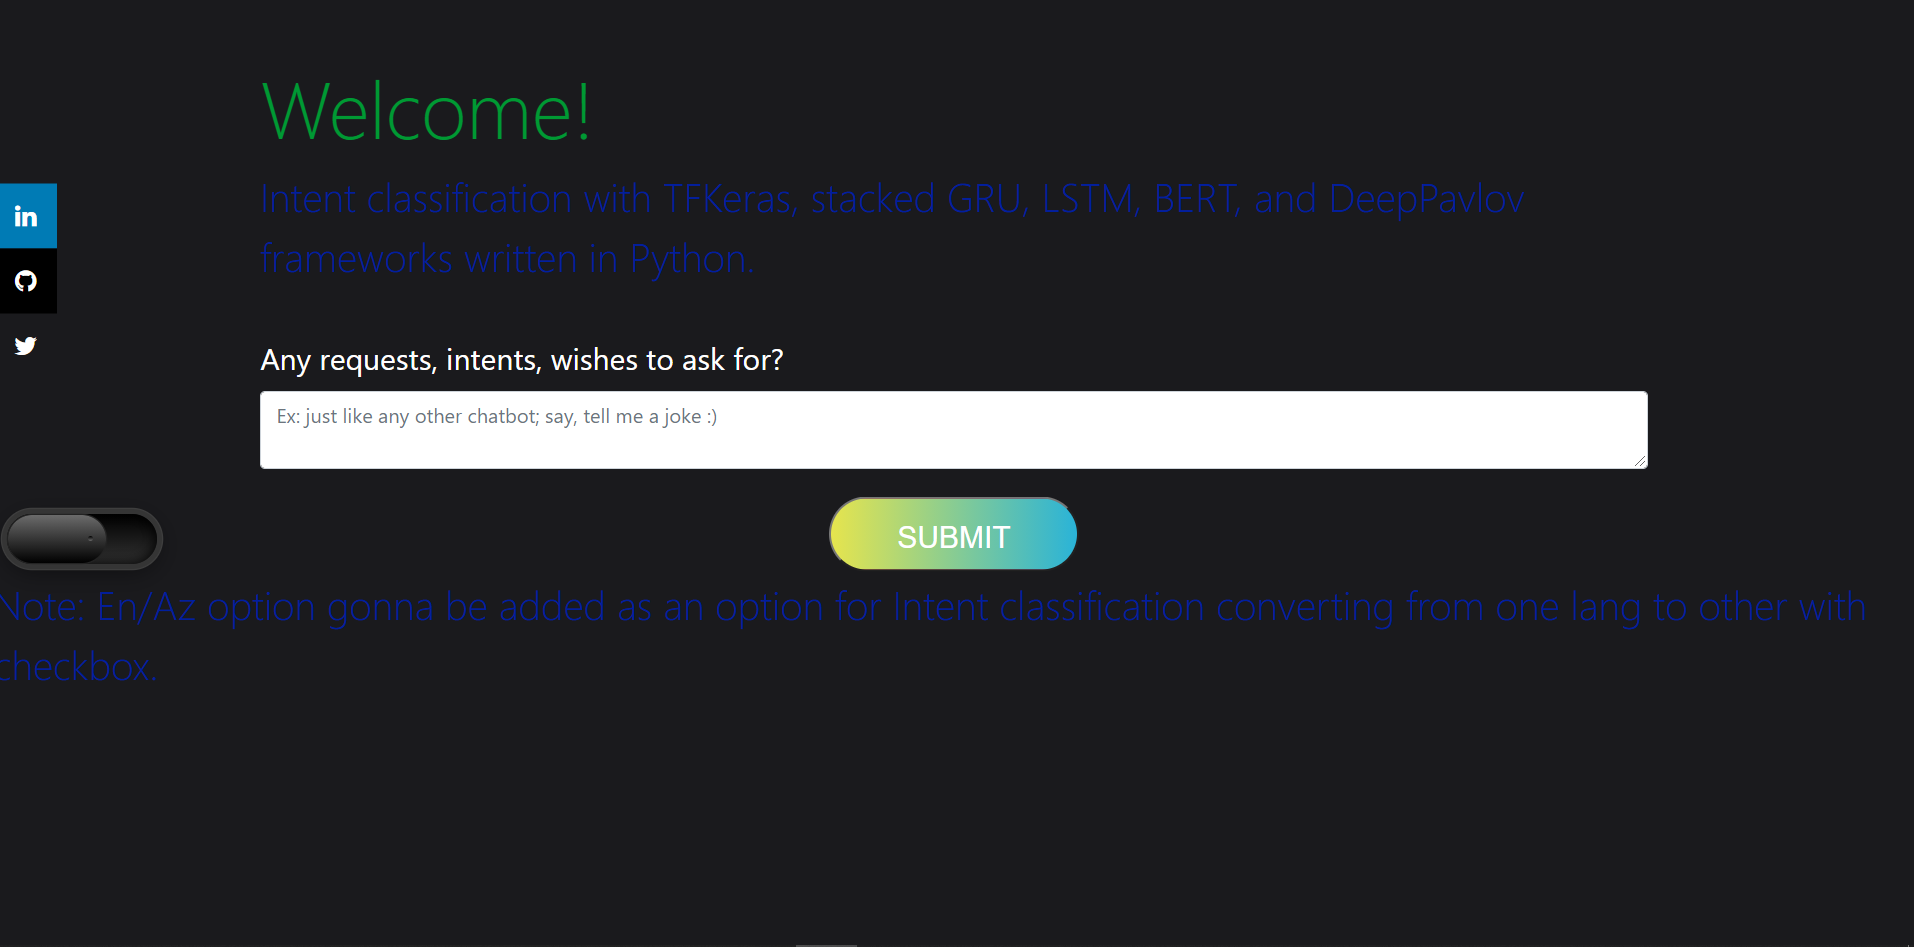 Welcome!
Intent classification with TFKeras, stacked GRU, LSTM, BERT, and DeepPavlov
frameworks written in Python.
in
Any requests, intents, wishes to ask for?
Ex: just like any other chatbot; say, tell me a joke :)
SUBMIT
Note: En/Az option gonna be added as an option for Intent classification converting from one lang to other with
checkbox.